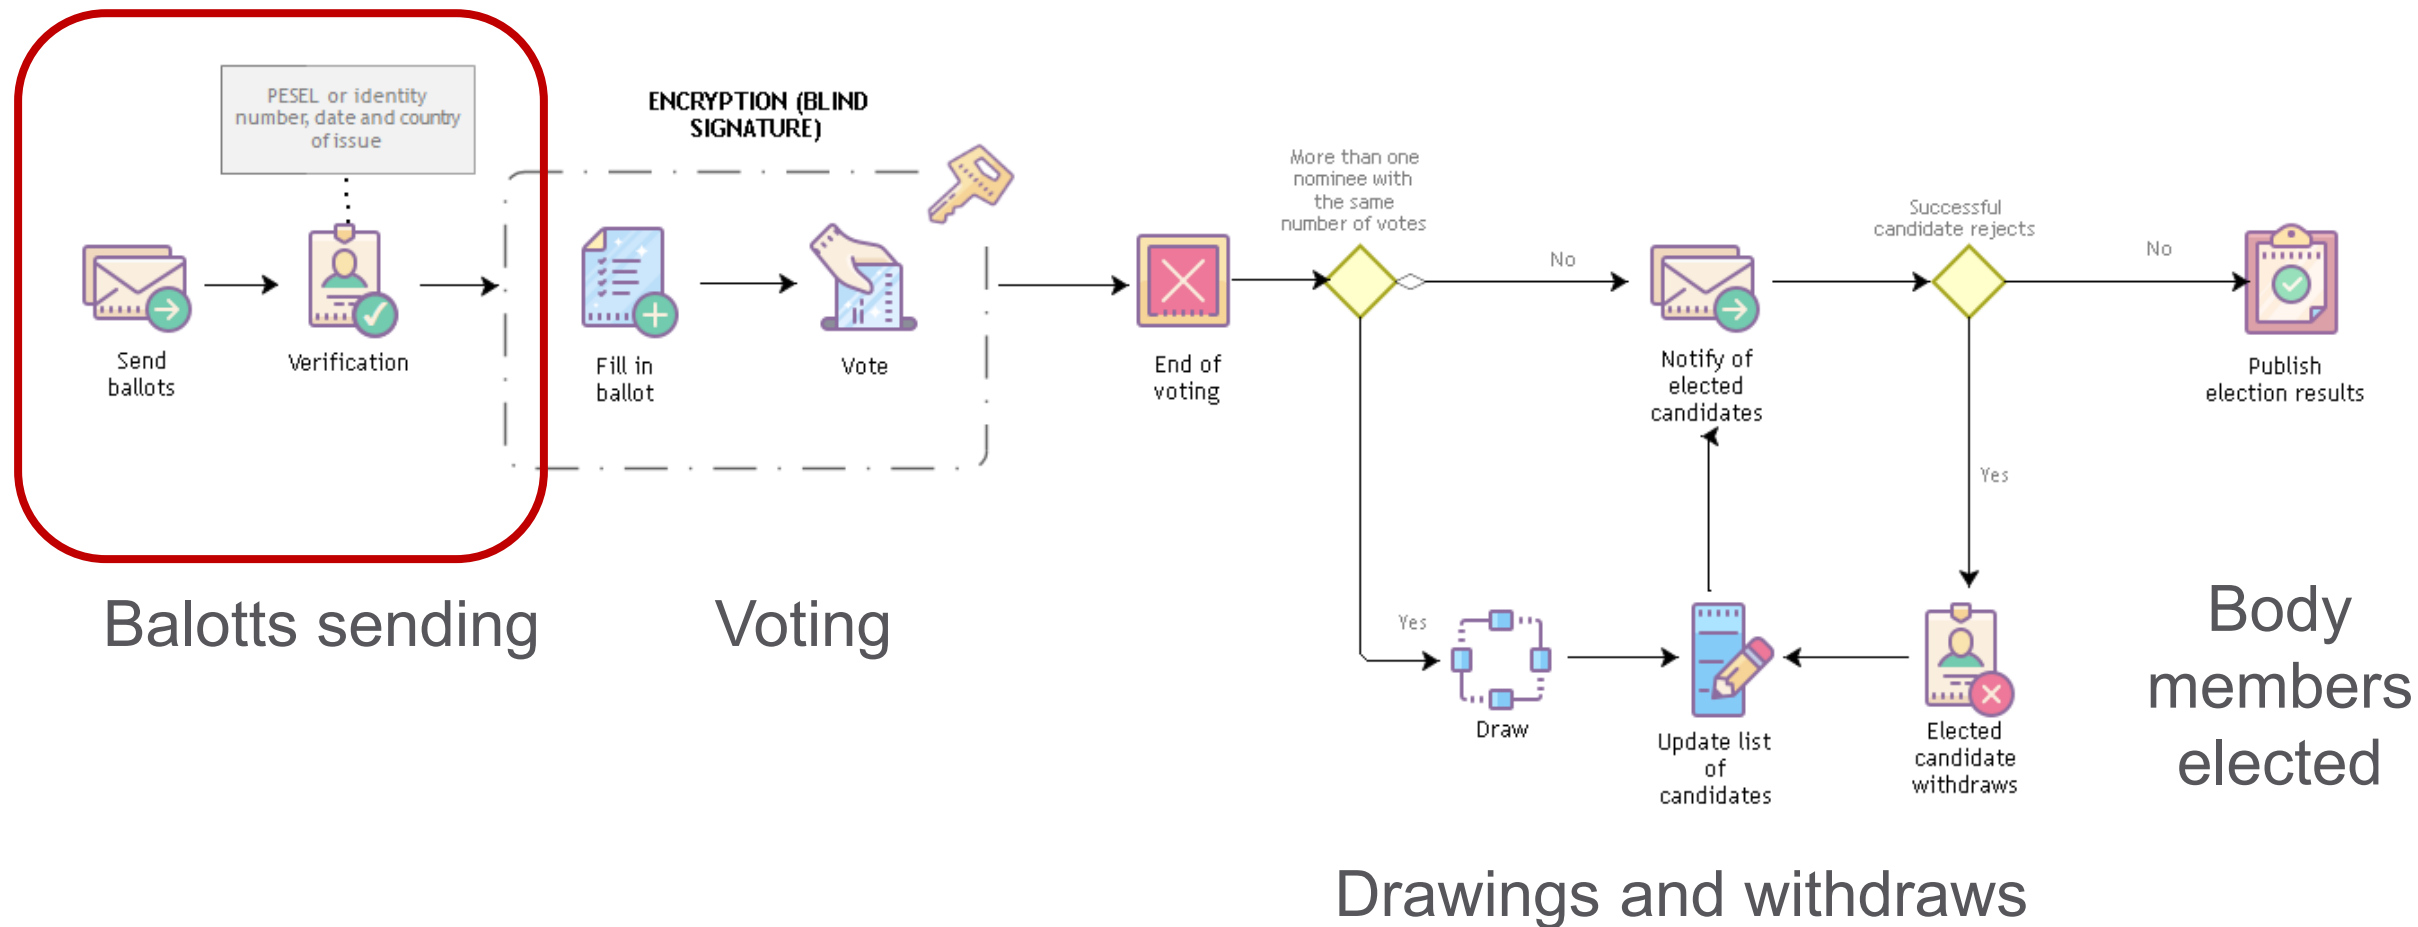 PESEL or identity
number, date and country
of issue
ENCRYPTION (BLIND
SIGNATURE)
Send
ballots
Verification
Fill in
ballot
Vote
End of
voting
More than one
nominee with
the same
number of votes
No
Notify of
elected
candidates
Successful
candidate rejects
No
Publish
election results
Yes
Yes
Draw
Update list
of
candidates
Elected
candidate
withdraws
Balotts sending
Voting
Body
members
elected
Drawings and withdraws